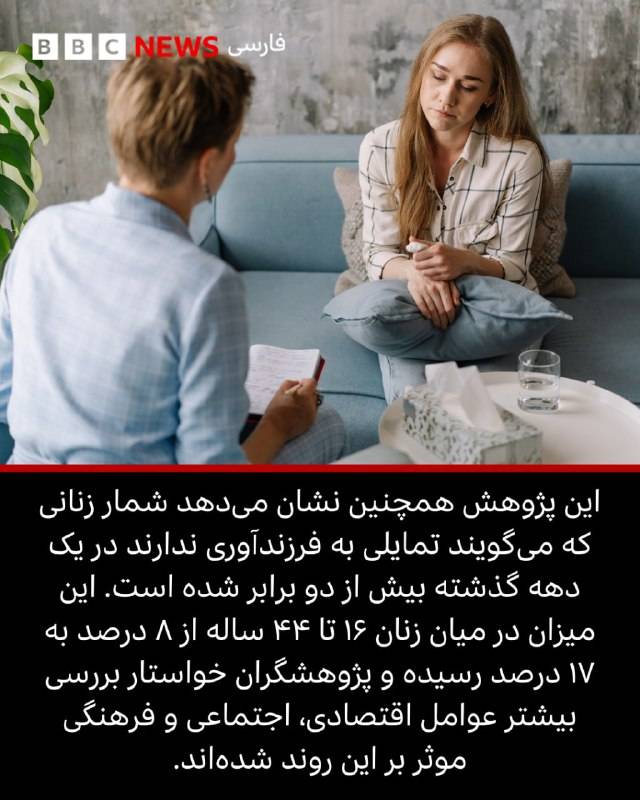 BBC NEWS فارسی
این پژوهش همچنین نشان می‌دهد شمار زنانی
که می‌گویند تمایلی به فرزندآوری ندارند در یک
دهه گذشته بیش از دو برابر شده است. این
میزان در میان زنان ۱۶ تا ۴۴ ساله از ۸ درصد به
۱۷ درصد رسیده و پژوهشگران خواستار بررسی
بیشتر عوامل اقتصادی، اجتماعی و فرهنگی
موثر بر این روند شده‌اند.